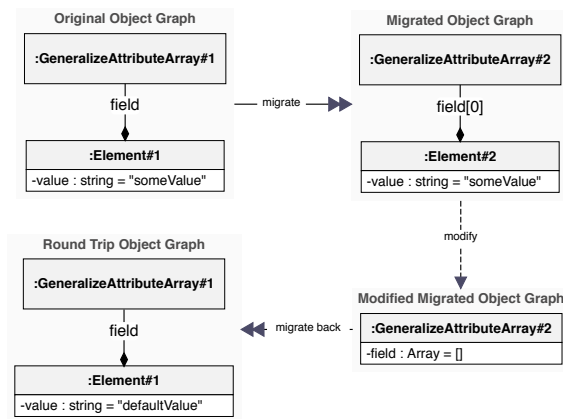 Original Object Graph
:GeneralizeAttributeArray#1
field
:Element#1
-value : string = "someValue"
migrate
Migrated Object Graph
:GeneralizeAttributeArray#2
field[0]
:Element#2
-value : string = "someValue"
modify
Modified Migrated Object Graph
:GeneralizeAttributeArray#2
-field : Array = []
migrate back
Round Trip Object Graph
:GeneralizeAttributeArray#1
field
:Element#1
-value : string = "defaultValue"